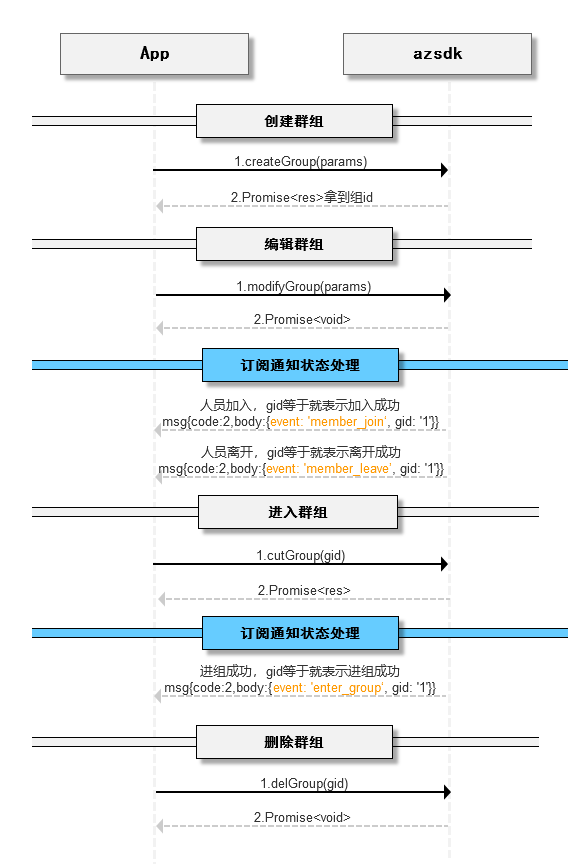 App
azsdk
创建群组
1.createGroup(params)
2.Promise<res>拿到组id
编辑群组
1.modifyGroup(params)
2.Promise<void>
订阅通知状态处理
人员加入，gid等于就表示加入成功
msg{code:2,body:{event: 'member_join', gid: '1'}}
人员离开，gid等于就表示离开成功
msg{code:2,body:{event: 'member_leave', gid: '1'}}
进入群组
1.cutGroup(gid)
2.Promise<res>
订阅通知状态处理
进组成功，gid等于就表示进组成功
msg{code:2,body:{event: 'enter_group', gid: '1'}}
删除群组
1.delGroup(gid)
2.Promise<void>